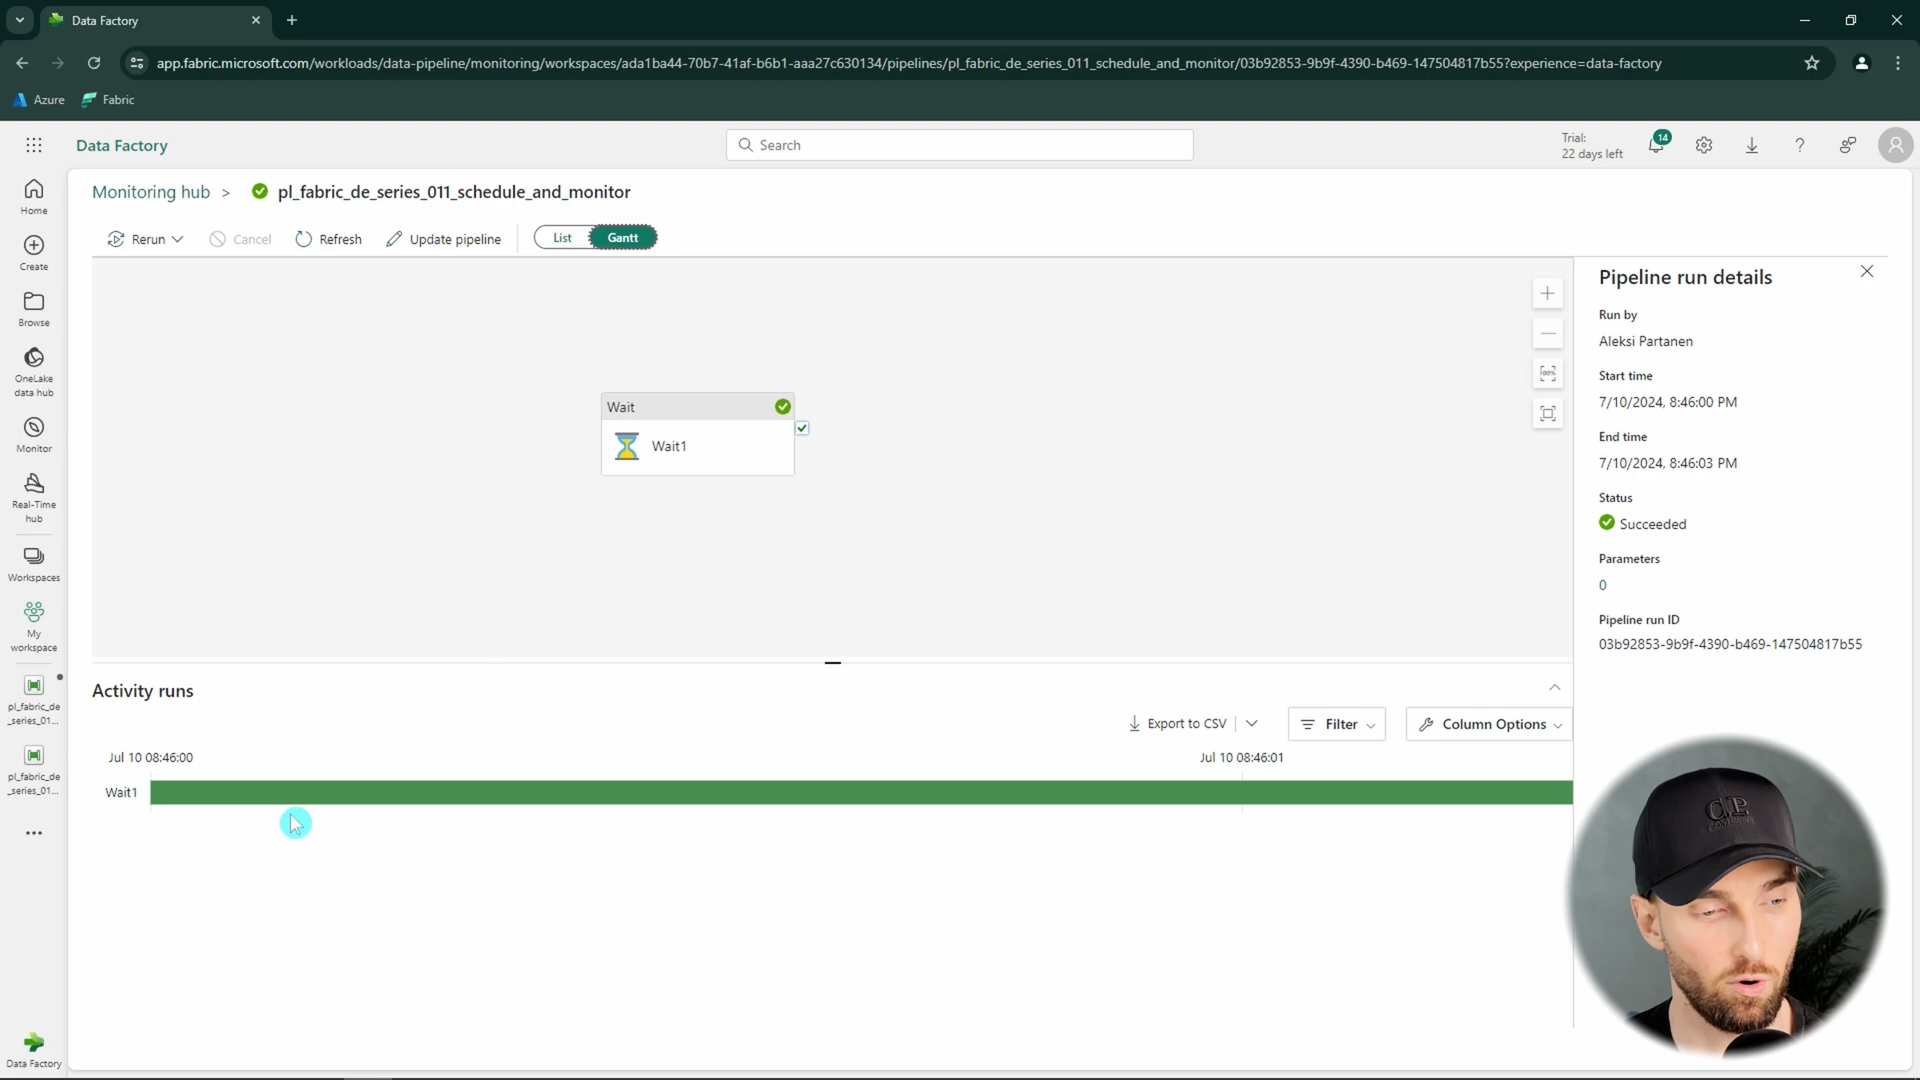 Data Factory
app.fabric.microsoft.com/workloads/data-pipeline/monitoring/workspaces/ada1ba44-70b7-41af-b6b1-aaa27c630134/pipelines/pl_fabric_de_series_011_schedule_and_monitor/03b92853-9b9f-4390-b469-147504817b55?experience=data-factory
Azure
Fabric
Data Factory
Search
Trial:
22 days left
14
Home
Create
Browse
OneLake
data hub
Monitor
Real-Time
hub
Workspaces
My
workspace
pl_fabric_de
_series_01...
pl_fabric_de
_series_01...
Data Factory
Monitoring hub > pl_fabric_de_series_011_schedule_and_monitor
Rerun
Cancel
Refresh
Update pipeline
List
Gantt
Wait
Wait1
Pipeline run details
Run by
Aleksi Partanen
Start time
7/10/2024, 8:46:00 PM
End time
7/10/2024, 8:46:03 PM
Status
Succeeded
Parameters
0
Pipeline run ID
03b92853-9b9f-4390-b469-147504817b55
Activity runs
Export to CSV
Filter
Column Options
Jul 10 08:46:00
Jul 10 08:46:01
Wait1
C.P.
COMPANY